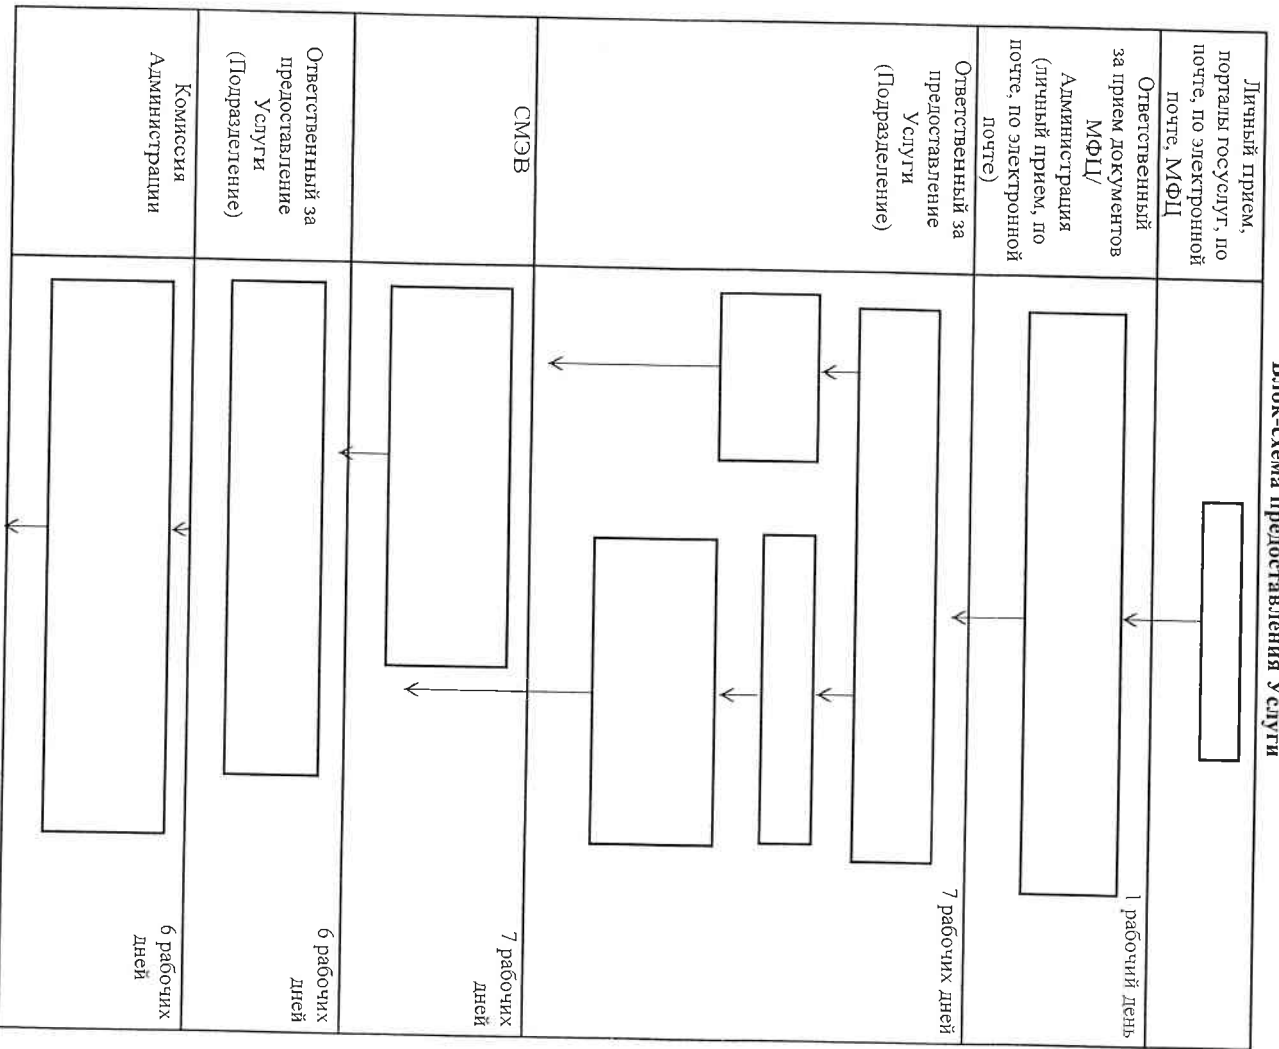 Блок-схема предоставления Услуги
Личный прием,
порталы госуслуг, по
почте, по электронной
почте, МФЦ
Ответственный
за прием документов
МФЦ/
Администрация
(личный прием, по
почте, по электронной
почте)
1 рабочий день
Ответственный за
предоставление
Услуги
(Подразделение)
7 рабочих дней
СМЭВ
7 рабочих
дней
Ответственный за
предоставление
Услуги
(Подразделение)
6 рабочих
дней
Комиссия
Администрации
6 рабочих
дней